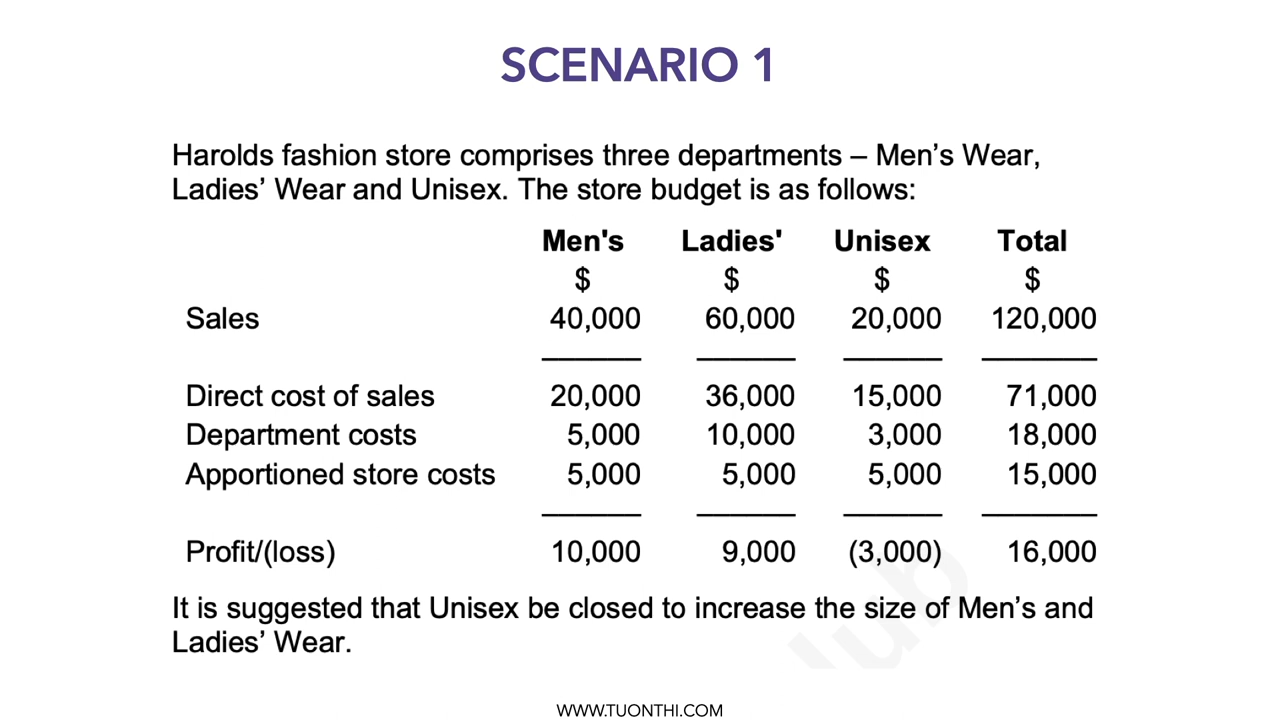 SCENARIO 1
Harolds fashion store comprises three departments – Men’s Wear,
Ladies’ Wear and Unisex. The store budget is as follows:
Men's Ladies' Unisex Total
$ $ $ $
Sales 40,000 60,000 20,000 120,000
Direct cost of sales 20,000 36,000 15,000 71,000
Department costs 5,000 10,000 3,000 18,000
Apportioned store costs 5,000 5,000 5,000 15,000
Profit/(loss) 10,000 9,000 (3,000) 16,000
It is suggested that Unisex be closed to increase the size of Men’s and
Ladies’ Wear.
WWW.TUONTHI.COM